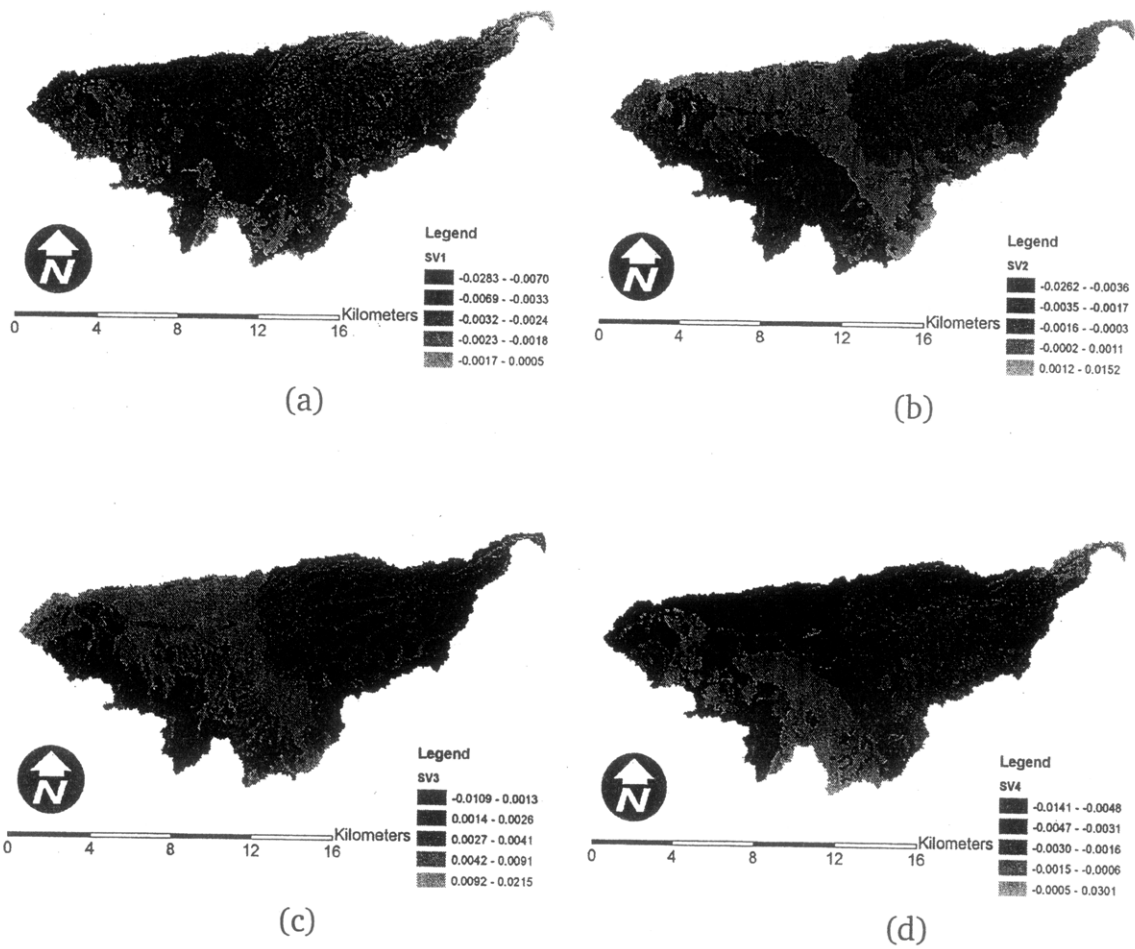 N
Legend
SV1
-0.0283 - -0.0070
-0.0069 - -0.0033
-0.0032 - -0.0024
-0.0023 - -0.0018
-0.0017 - 0.0005
Kilometers
0 4 8 12 16
(a)
N
Legend
SV2
-0.0262 - -0.0036
-0.0035 - -0.0017
-0.0016 - -0.0003
-0.0002 - 0.0011
0.0012 - 0.0152
Kilometers
0 4 8 12 16
(b)
N
Legend
SV3
-0.0109 - 0.0013
0.0014 - 0.0026
0.0027 - 0.0041
0.0042 - 0.0091
0.0092 - 0.0215
Kilometers
0 4 8 12 16
(c)
N
Legend
SV4
-0.0141 - -0.0048
-0.0047 - -0.0031
-0.0030 - -0.0016
-0.0015 - -0.0006
-0.0005 - 0.0301
Kilometers
0 4 8 12 16
(d)